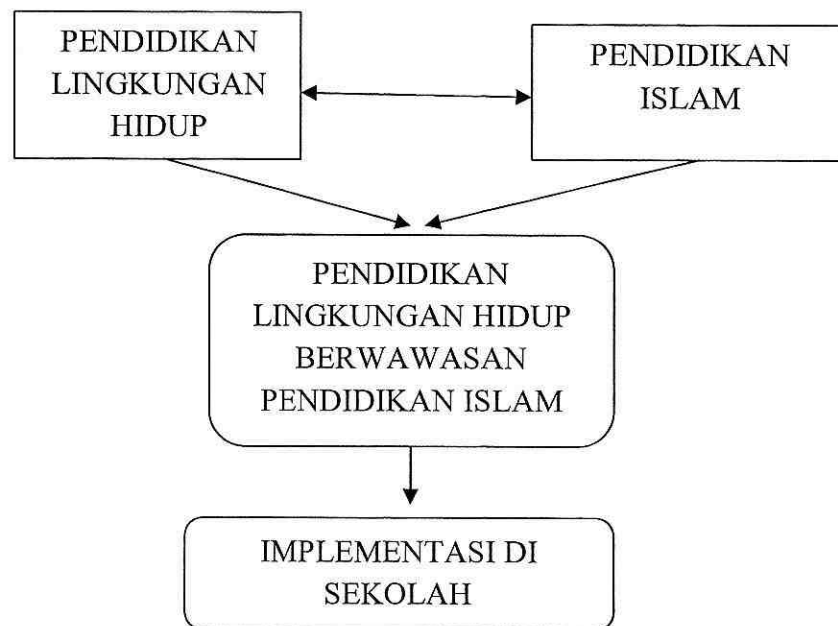 PENDIDIKAN
LINGKUNGAN
HIDUP
PENDIDIKAN
ISLAM
PENDIDIKAN
LINGKUNGAN HIDUP
BERWAWASAN
PENDIDIKAN ISLAM
IMPLEMENTASI DI
SEKOLAH